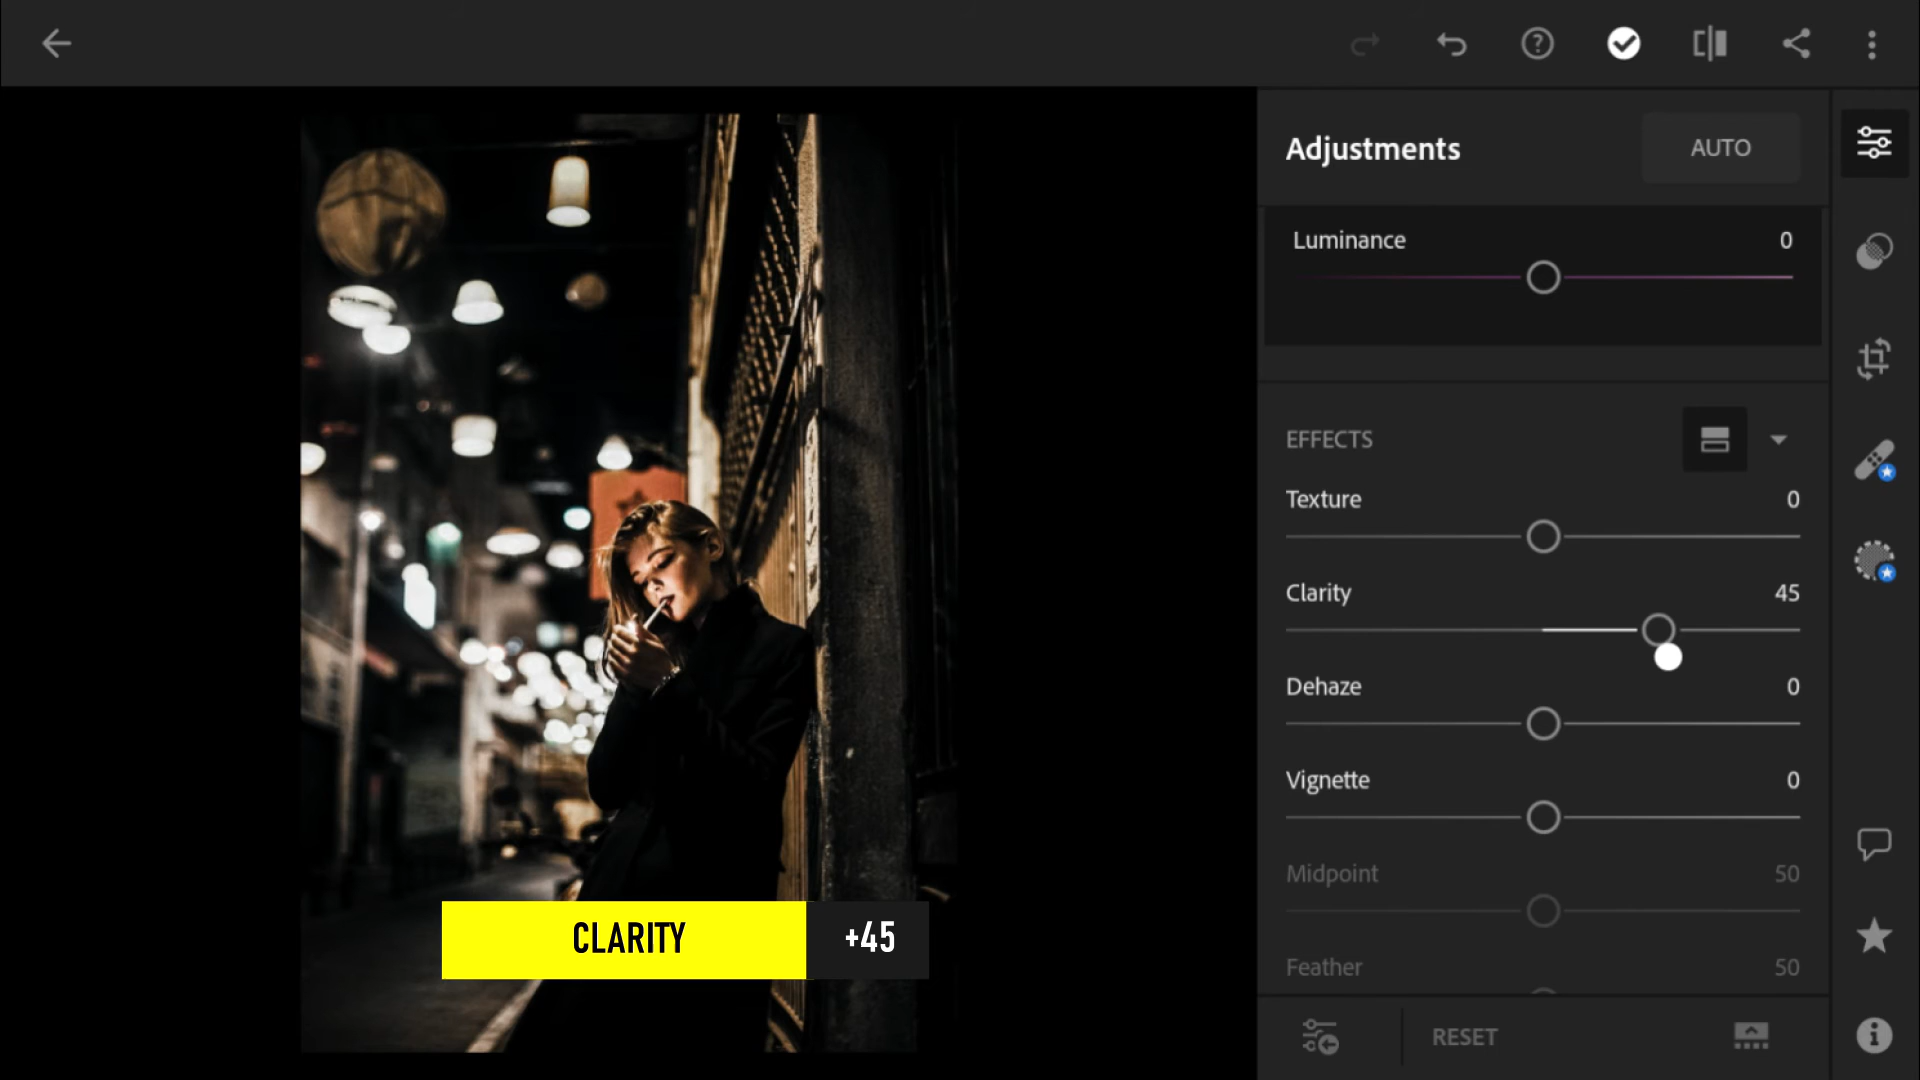 Adjustments
AUTO
Luminance 0
EFFECTS
Texture 0
Clarity 45
Dehaze 0
Vignette 0
Midpoint 50
Feather 50
CLARITY +45
RESET